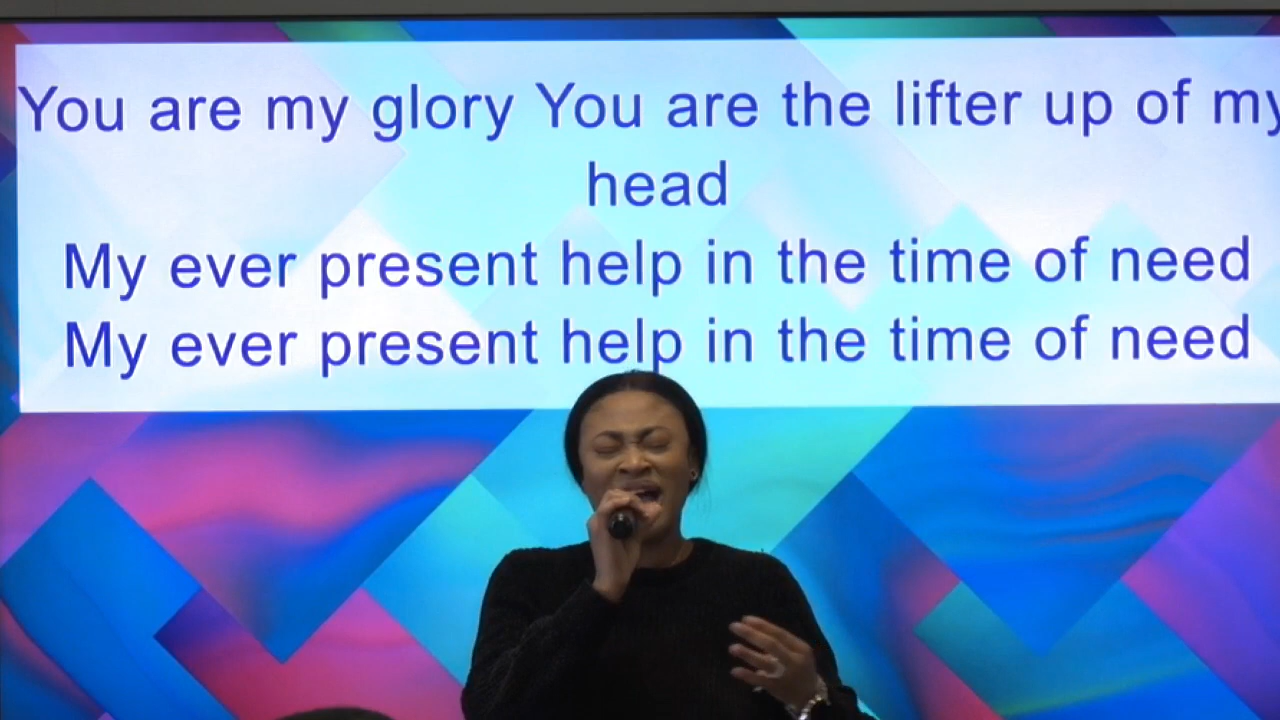 You are my glory You are the lifter up of my
head
My ever present help in the time of need
My ever present help in the time of need